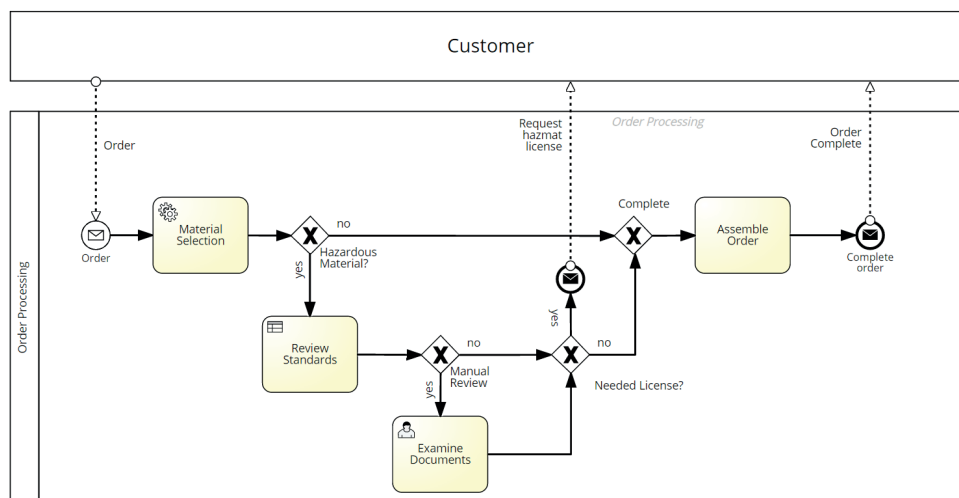 Customer
Order Processing
Order
Request
hazmat
license
Order
Complete
Order Processing
Order
Material
Selection
no
Hazardous
Material?
yes
Complete
Assemble
Order
Complete
order
Review
Standards
no
Manual
Review
yes
yes
no
Needed License?
Examine
Documents